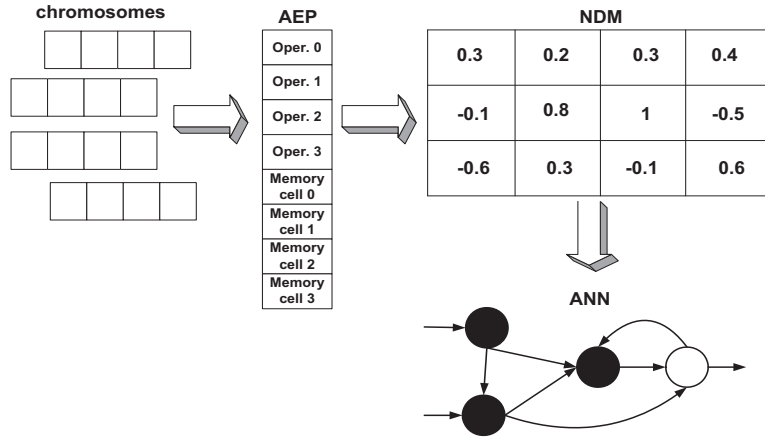 chromosomes
AEP
Oper. 0
Oper. 1
Oper. 2
Oper. 3
Memory
cell 0
Memory
cell 1
Memory
cell 2
Memory
cell 3
NDM
0.3 0.2 0.3 0.4
-0.1 0.8 1 -0.5
-0.6 0.3 -0.1 0.6
ANN